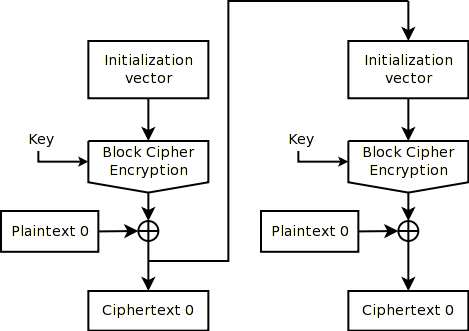 Initialization
vector
Key
Block Cipher
Encryption
Plaintext 0
Ciphertext 0
Initialization
vector
Key
Block Cipher
Encryption
Plaintext 0
Ciphertext 0